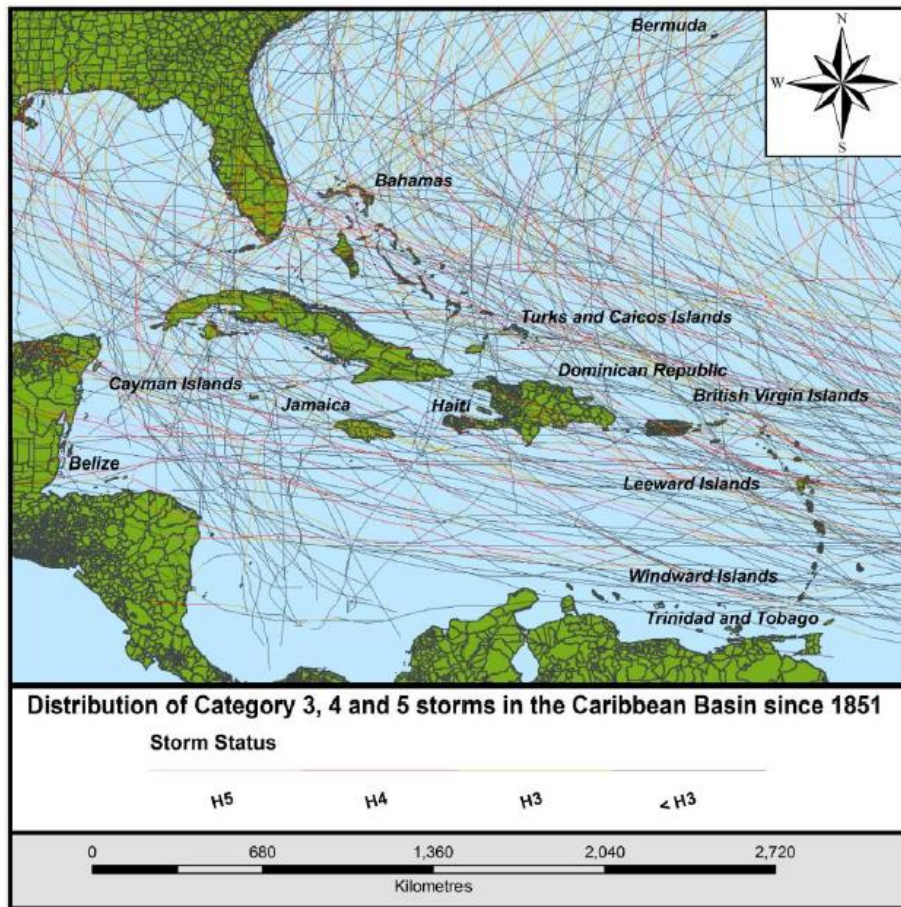 Bermuda
N
W
S
Bahamas
Turks and Caicos Islands
Dominican Republic
Cayman Islands
British Virgin Islands
Jamaica
Haiti
Belize
Leeward Islands
Windward Islands
Trinidad and Tobago
Distribution of Category 3, 4 and 5 storms in the Caribbean Basin since 1851
Storm Status
H5 H4 H3 < H3
0 680 1,360 2,040 2,720
Kilometres